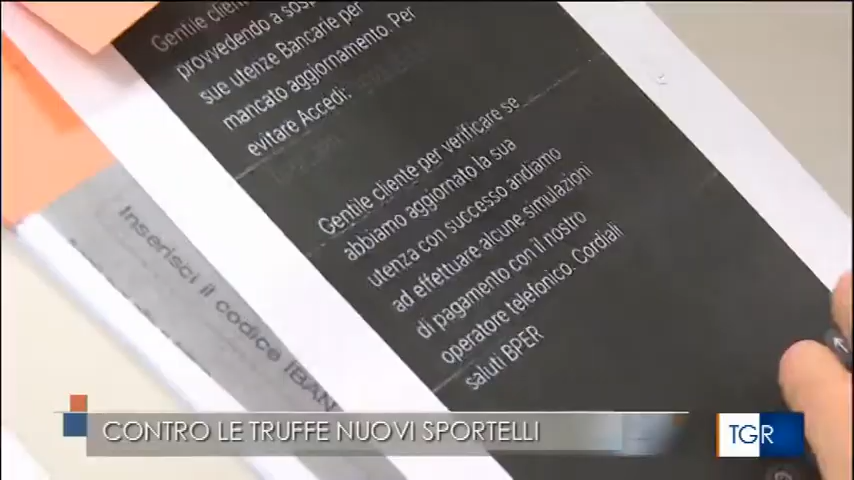 Gentile cliente
provvedendo a sosp
sue utenze Bancarie per
mancato aggiornamento. Per
evitare Accedi:
Gentile cliente per verificare se
abbiamo aggiornato la sua
utenza con successo andiamo
ad effettuare alcune simulazioni
di pagamento con il nostro
operatore telefonico. Cordiali
saluti BPER
Inserisci il codice IBAN
CONTRO LE TRUFFE NUOVI SPORTELLI
TGR